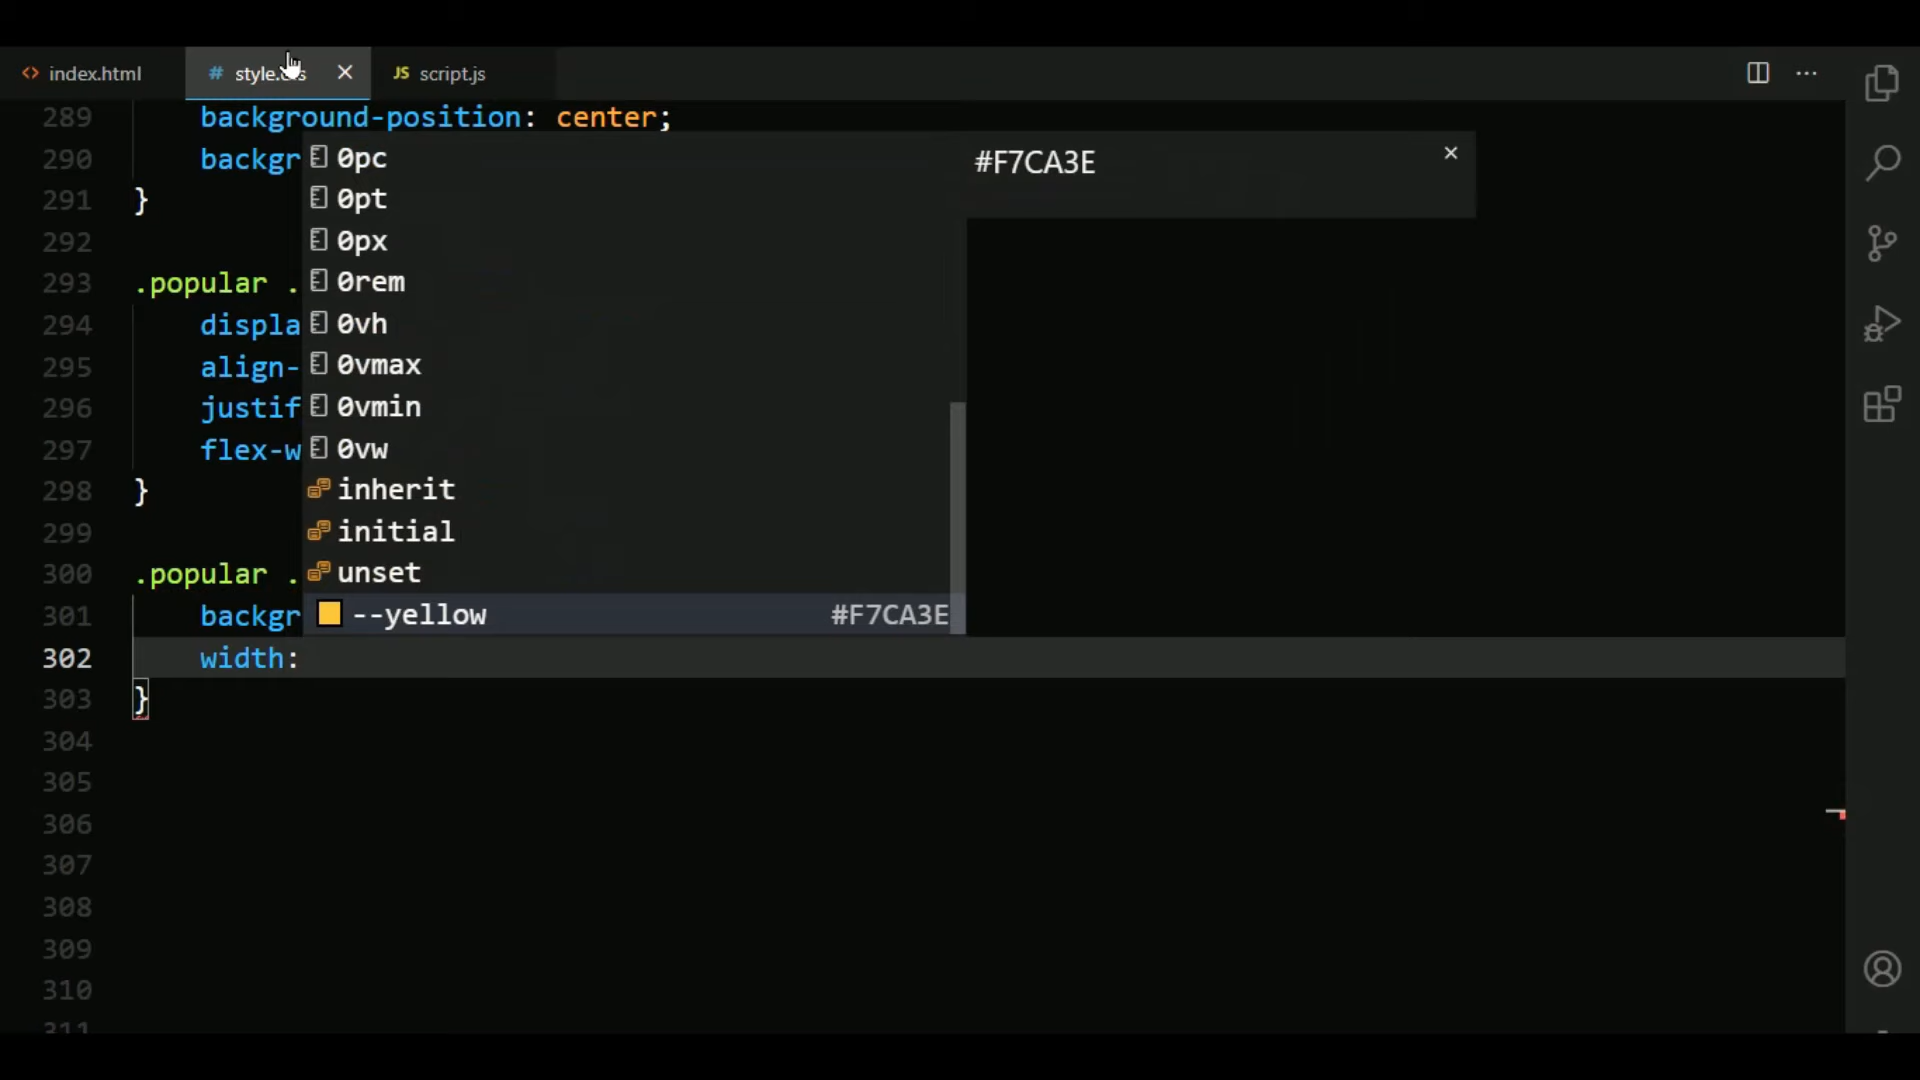 index.html
style.css
script.js
289 background-position: center;
290 backgr
0pc
#F7CA3E
291 }
0pt
292
0px
293 .popular .
0rem
294 displa
0vh
295 align-
0vmax
296 justif
0vmin
297 flex-w
0vw
298 }
inherit
299
initial
300 .popular .
unset
301 backgr
--yellow #F7CA3E
302 width:
303 }
304
305
306
307
308
309
310
311